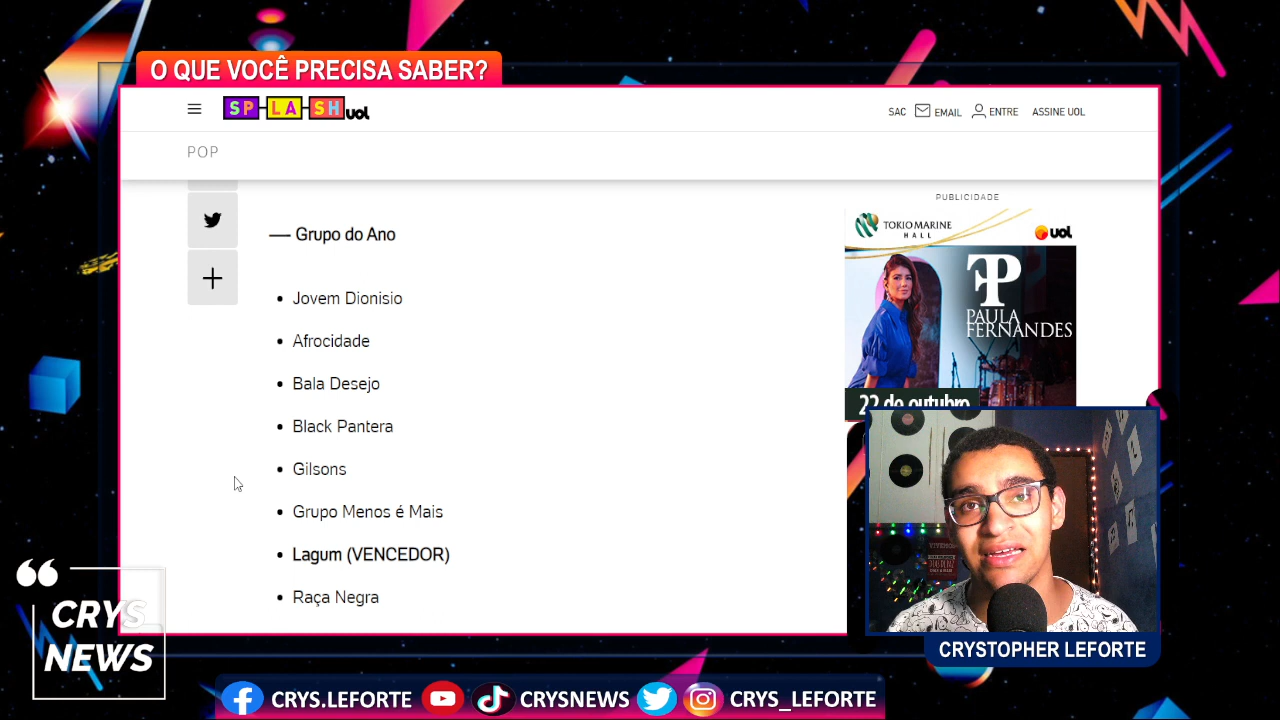 O QUE VOCÊ PRECISA SABER?
SPLASH uol
SAC EMAIL ENTRE ASSINE UOL
POP
PUBLICIDADE
TOKIO MARINE
HALL
uol
FP
PAULA
FERNANDES
22 de outubro
— Grupo do Ano
• Jovem Dionisio
• Afrocidade
• Bala Desejo
• Black Pantera
• Gilsons
• Grupo Menos é Mais
• Lagum (VENCEDOR)
• Raça Negra
CRYS
NEWS
CRYSTOPHER LEFORTE
CRYS.LEFORTE CRYSNEWS CRYS_LEFORTE